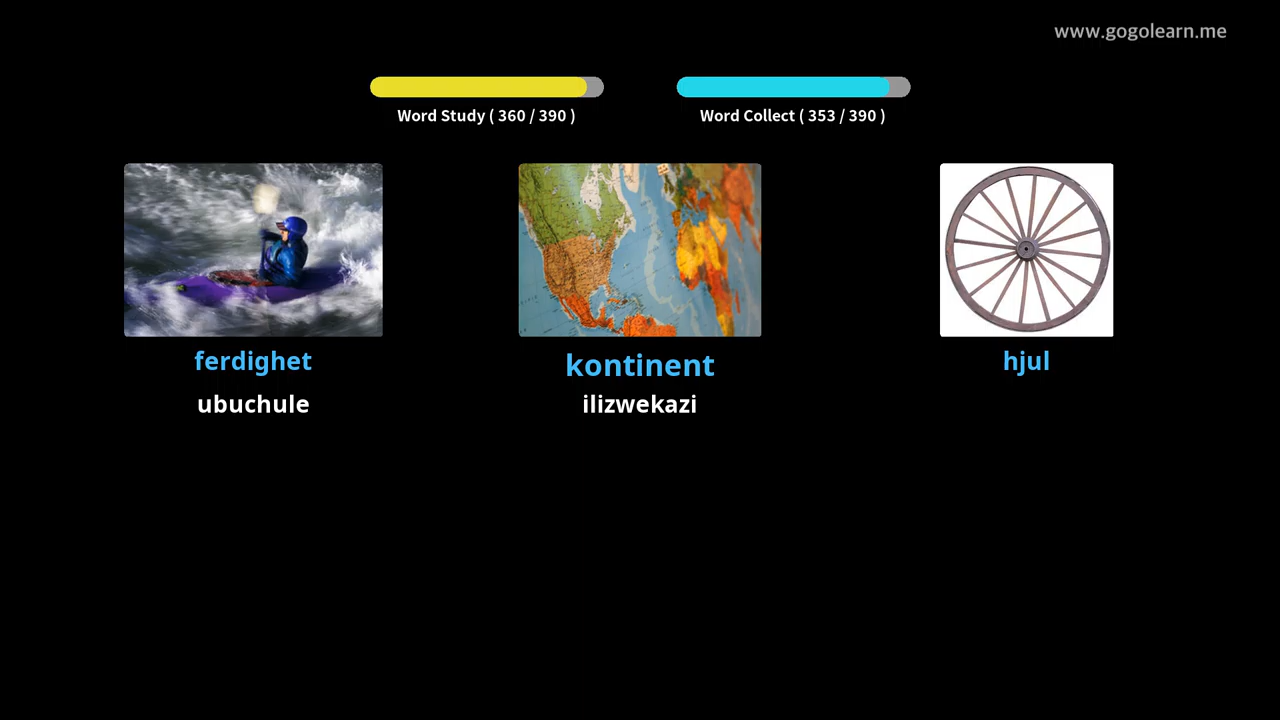 www.gogolearn.me
Word Study ( 360 / 390 )
Word Collect ( 353 / 390 )
ferdighet
kontinent
hjul
ubuchule
ilizwekazi